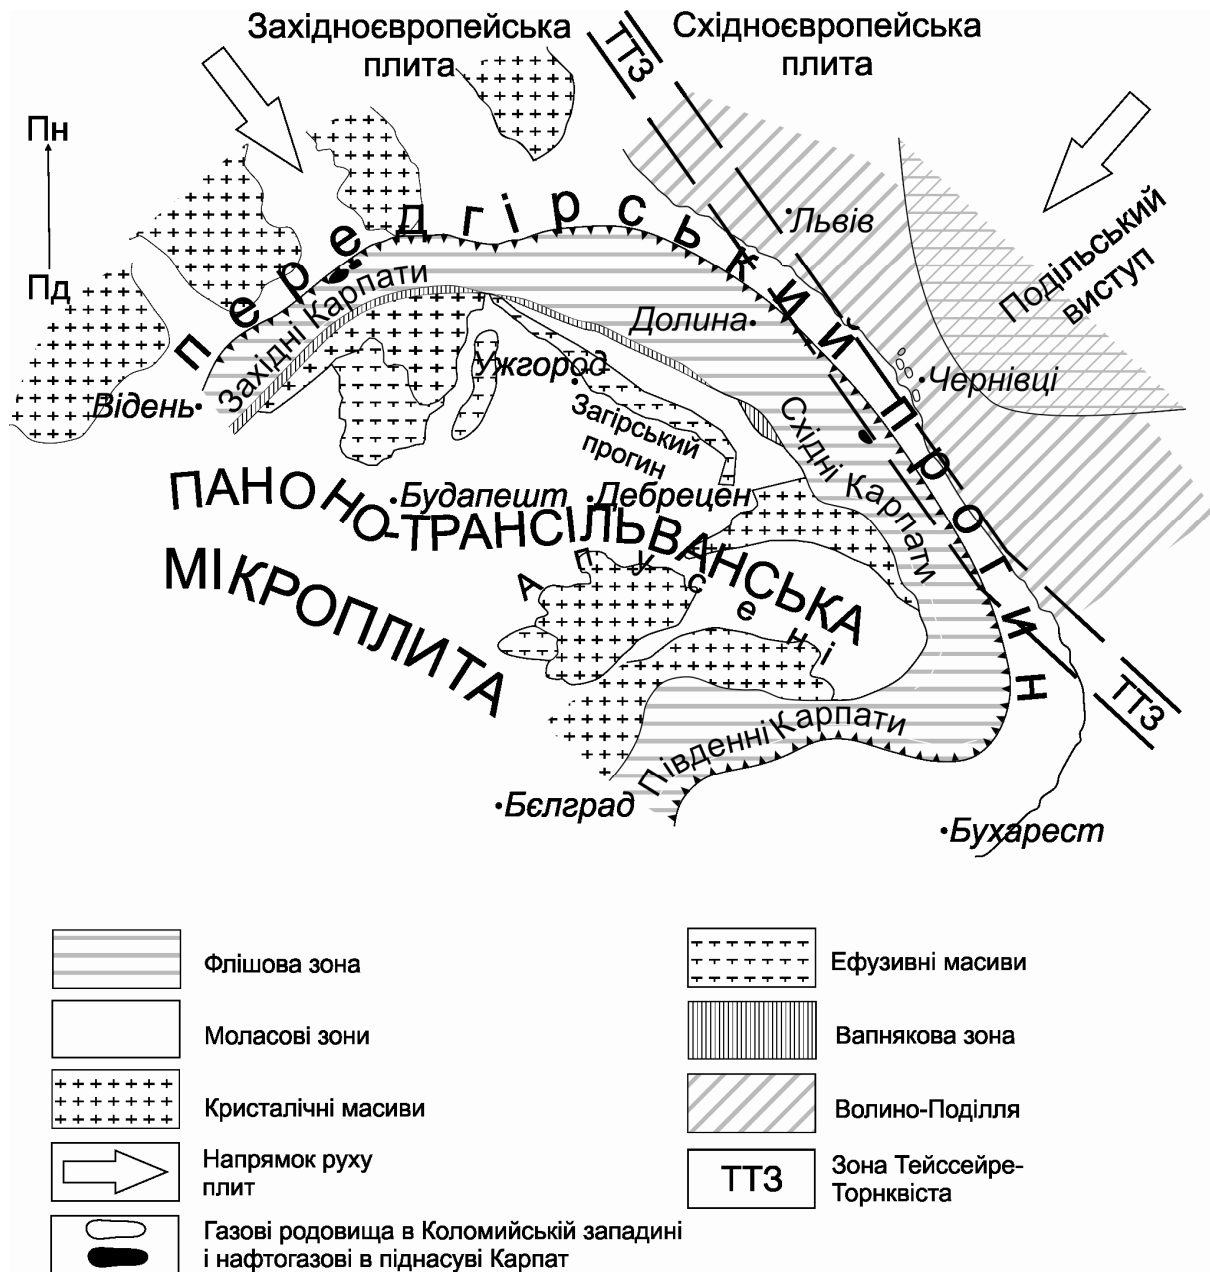 Західноєвропейська
плита
Східноєвропейська
плита
ТТЗ
Пн
Пд
Передгірський прогин
Львів
Подільський
виступ
Західні Карпати
Долина
Ужгород
Чернівці
Відень
Загірський
прогин
Східні Карпати
Будапешт
Дебрецен
ПАНОНО-ТРАНСІЛЬВАНСЬКА
МІКРОПЛИТА
Апусені
ТТЗ
Південні Карпати
Бєлград
Бухарест
Флішова зона
Моласові зони
Кристалічні масиви
Напрямок руху
плит
Газові родовища в Коломийській западині
і нафтогазові в піднасуві Карпат
Ефузивні масиви
Вапнякова зона
Волино-Поділля
ТТЗ
Зона Тейссейре-
Торнквіста